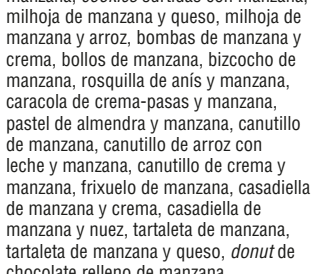 manzana, cookies surtidas con manzana,
milhoja de manzana y queso, milhoja de
manzana y arroz, bombas de manzana y
crema, bollos de manzana, bizcocho de
manzana, rosquilla de anís y manzana,
caracola de crema-pasas y manzana,
pastel de almendra y manzana, canutillo
de manzana, canutillo de arroz con
leche y manzana, canutillo de crema y
manzana, frixuelo de manzana, casadiella
de manzana y crema, casadiella de
manzana y nuez, tartaleta de manzana,
tartaleta de manzana y queso, donut de
chocolate relleno de manzana